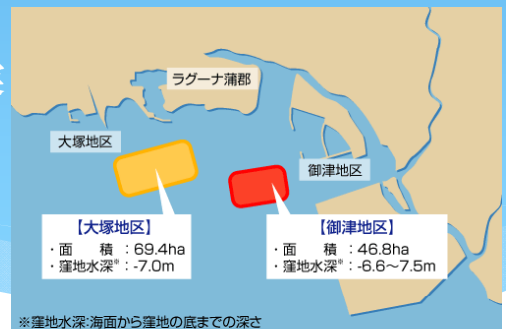 ラグーナ蒲郡
大塚地区
御津地区
【大塚地区】
・面　積：69.4ha
・窪地水深※：-7.0m
【御津地区】
・面　積：46.8ha
・窪地水深※：-6.6～7.5m
※窪地水深:海面から窪地の底までの深さ